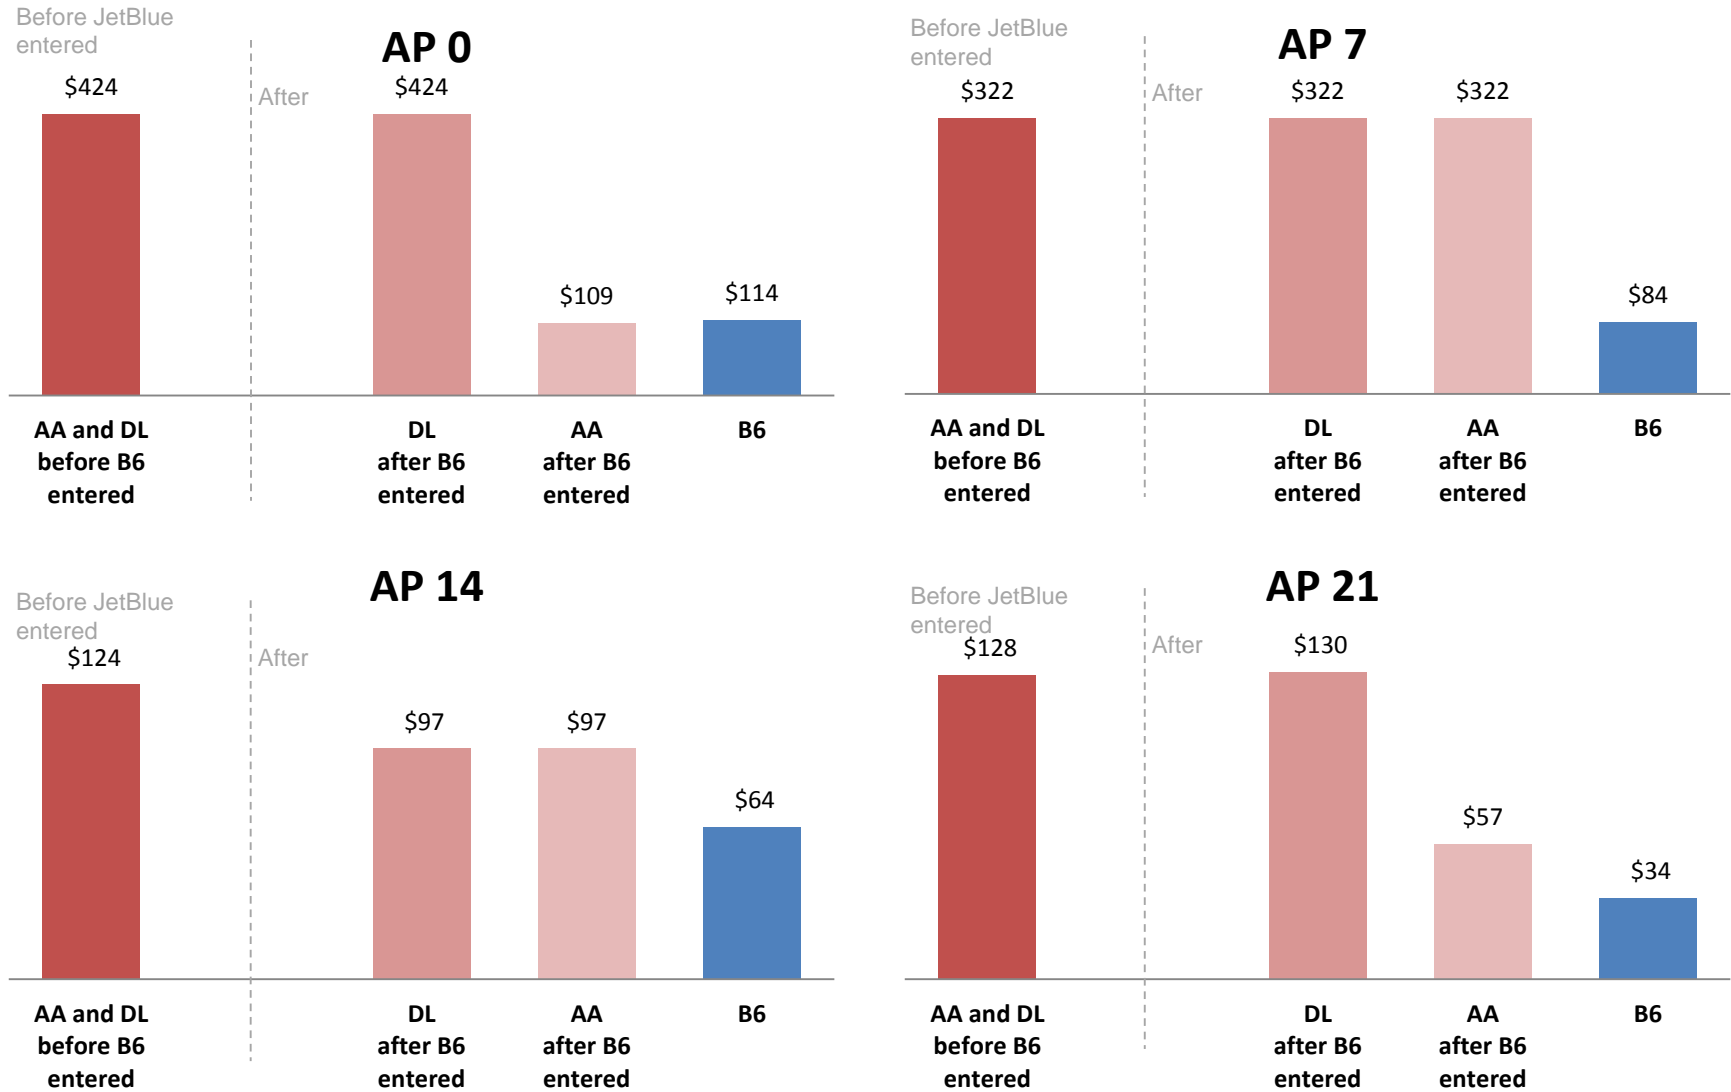 Before JetBlue
entered
AP 0
$424
After
$424
$109
$114
AA and DL
before B6
entered
DL
after B6
entered
AA
after B6
entered
B6
Before JetBlue
entered
AP 7
$322
After
$322
$322
$84
AA and DL
before B6
entered
DL
after B6
entered
AA
after B6
entered
B6
Before JetBlue
entered
AP 14
$124
After
$97
$97
$64
AA and DL
before B6
entered
DL
after B6
entered
AA
after B6
entered
B6
Before JetBlue
entered
AP 21
$128
After
$130
$57
$34
AA and DL
before B6
entered
DL
after B6
entered
AA
after B6
entered
B6